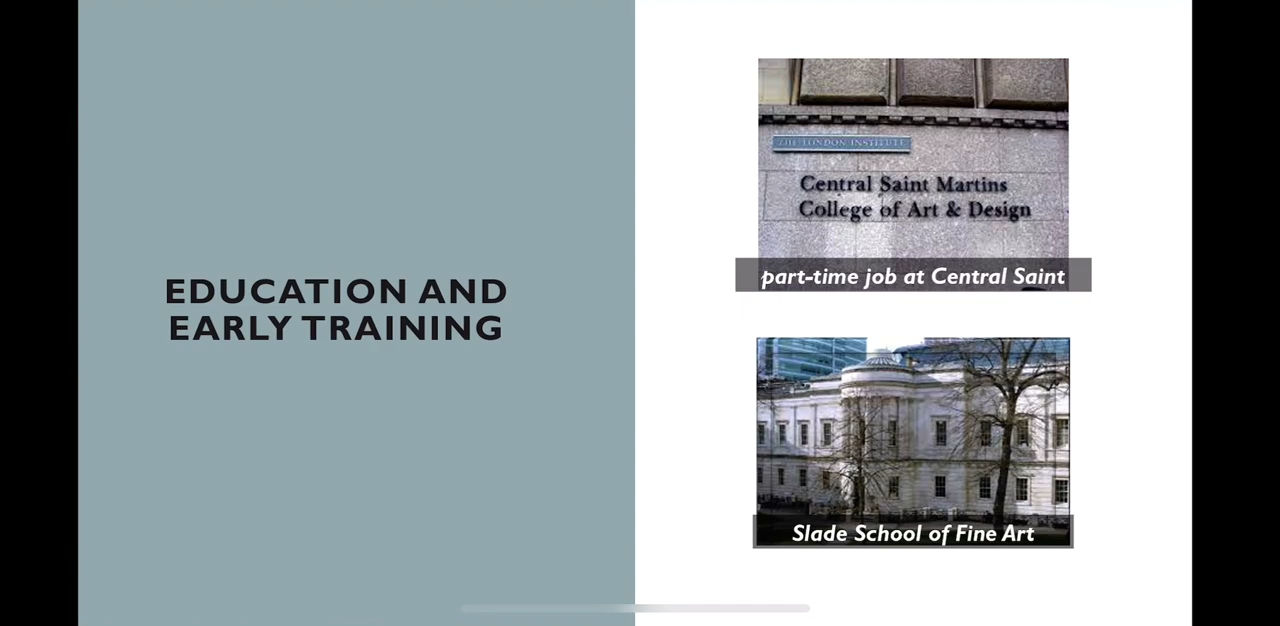 EDUCATION AND
EARLY TRAINING
THE LONDON INSTITUTE
Central Saint Martins
College of Art & Design
part-time job at Central Saint
Slade School of Fine Art